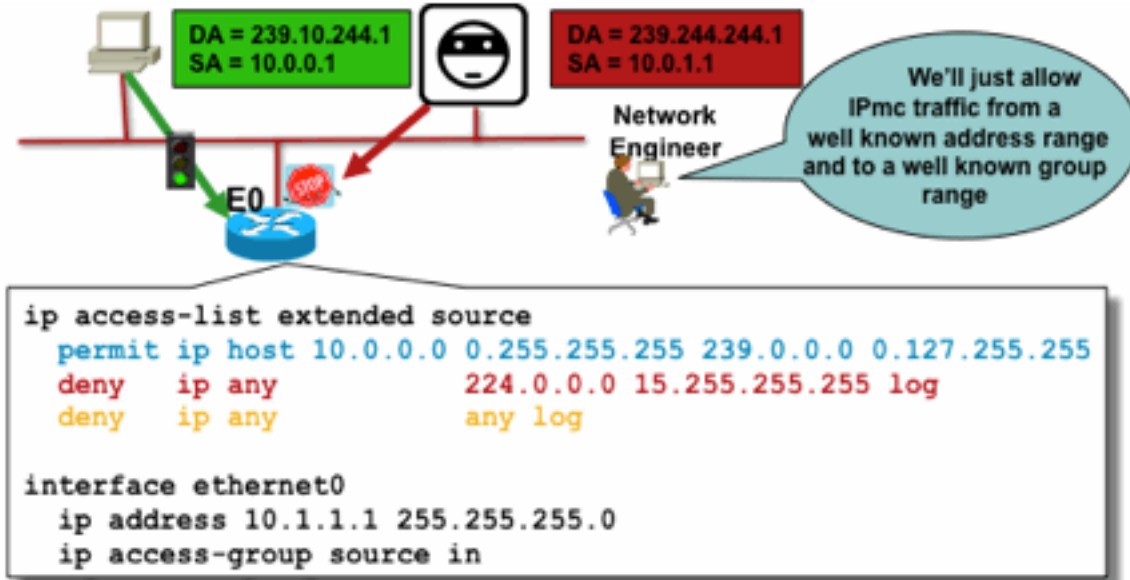 DA = 239.10.244.1
SA = 10.0.0.1
DA = 239.244.244.1
SA = 10.0.1.1
We'll just allow
IPmc traffic from a
well known address range
and to a well known group
range
Network
Engineer
STOP
E0
ip access-list extended source
permit ip host 10.0.0.0 0.255.255.255 239.0.0.0 0.127.255.255
deny ip any 224.0.0.0 15.255.255.255 log
deny ip any any log
interface ethernet0
ip address 10.1.1.1 255.255.255.0
ip access-group source in